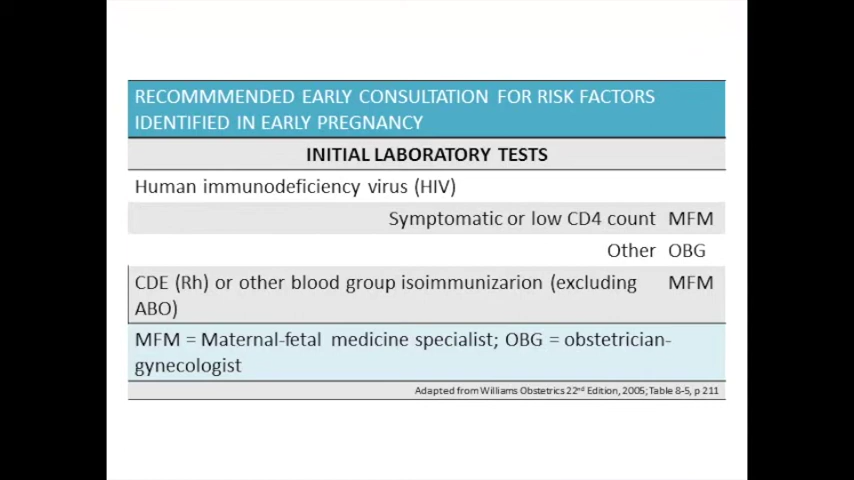 RECOMMMENDED EARLY CONSULTATION FOR RISK FACTORS
IDENTIFIED IN EARLY PREGNANCY
INITIAL LABORATORY TESTS
Human immunodeficiency virus (HIV)
Symptomatic or low CD4 count MFM
Other OBG
CDE (Rh) or other blood group isoimmunizarion (excluding MFM
ABO)
MFM = Maternal-fetal medicine specialist; OBG = obstetrician-
gynecologist
Adapted from Williams Obstetrics 22nd Edition, 2005; Table 8-5, p 211